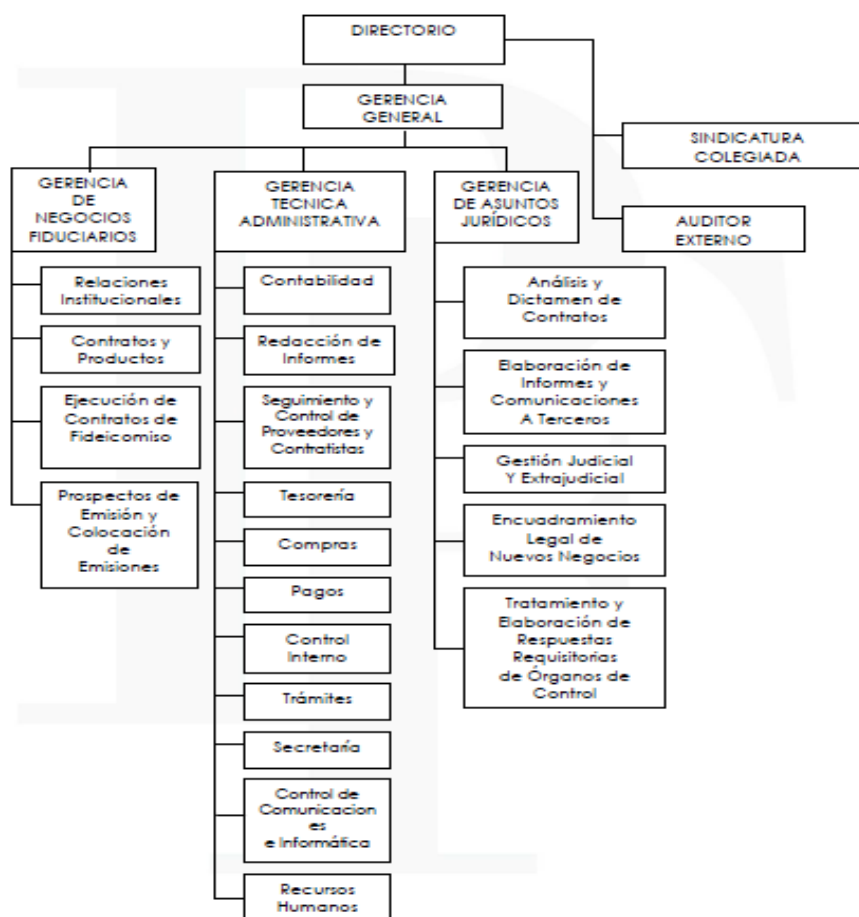 DIRECTORIO
GERENCIA
GENERAL
SINDICATURA
COLEGIADA
AUDITOR
EXTERNO
GERENCIA
DE
NEGOCIOS
FIDUCIARIOS
Relaciones
Institucionales
Contratos y
Productos
Ejecución de
Contratos de
Fideicomiso
Prospectos de
Emisión y
Colocación
de
Emisiones
GERENCIA
TECNICA
ADMINISTRATIVA
Contabilidad
Redacción de
Informes
Seguimiento y
Control de
Proveedores y
Contratistas
Tesorería
Compras
Pagos
Control
Interno
Trámites
Secretaría
Control de
Comunicacion
es
e Informática
Recursos
Humanos
GERENCIA
DE ASUNTOS
JURÍDICOS
Análisis y
Dictamen de
Contratos
Elaboración de
Informes y
Comunicaciones
A Terceros
Gestión Judicial
Y Extrajudicial
Encuadramiento
Legal de
Nuevos Negocios
Tratamiento y
Elaboración de
Respuestas
Requisitorias
de Órganos de
Control